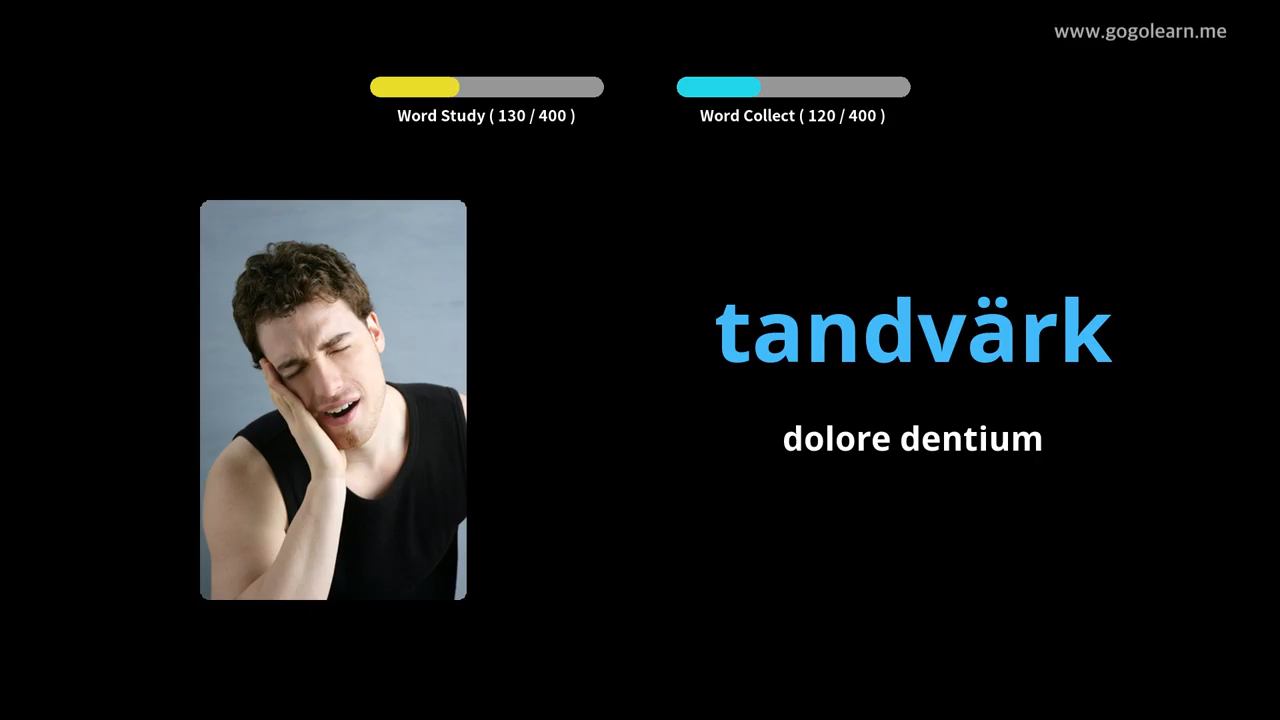 www.gogolearn.me
Word Study ( 130 / 400 )
Word Collect ( 120 / 400 )
tandvärk
dolore dentium